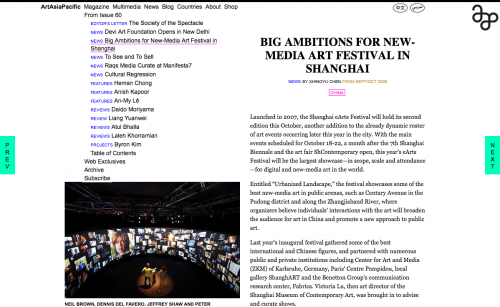 ArtAsiaPacific Magazine Multimedia News Blog Countries About Shop
中文
From Issue 60
EDITOR'S LETTER The Society of the Spectacle
NEWS Devi Art Foundation Opens in New Delhi
NEWS Big Ambitions for New-Media Art Festival in
Shanghai
NEWS To See and To Sell
NEWS Raqs Media Curate at Manifesta7
NEWS Cultural Regression
FEATURES Heman Chong
FEATURES Anish Kapoor
FEATURES An-My Lê
REVIEWS Daido Moriyama
REVIEW Liang Yuanwei
REVIEWS Atul Bhalla
REVIEWS Laleh Khorramian
PROJECTS Byron Kim
Table of Contents
Web Exclusives
Archive
Subscribe
PREV
NEIL BROWN, DENNIS DEL FAVERO, JEFFREY SHAW AND PETER
BIG AMBITIONS FOR NEW-
MEDIA ART FESTIVAL IN
SHANGHAI
NEWS BY XHINGYU CHEN FROM SEPT/OCT 2008
CHINA
Launched in 2007, the Shanghai eArts Festival will hold its second
edition this October, another addition to the already dynamic roster
of art events occurring later this year in the city. With the main
events scheduled for October 18-22, a month after the 7th Shanghai
Biennale and the art fair ShContemporary open, this year's eArts
Festival will be the largest showcase—in scope, scale and attendance
—for digital and new-media art in the world.
Entitled "Urbanized Landscape," the festival showcases some of the
best new-media art in public arenas, such as Century Avenue in the
Pudong district and along the Zhangjiaband River, where
organizers believe individuals' interactions with the art will broaden
the audience for art in China and promote a new approach to public
art.
Last year's inaugural festival gathered some of the best
international and Chinese figures, and partnered with numerous
public and private institutions including Center for Art and Media
(ZKM) of Karlsruhe, Germany, Paris' Centre Pompidou, local
gallery ShanghART and the Benetton Group's communication
research center, Fabrica. Victoria Lu, then art director of the
Shanghai Museum of Contemporary Art, was brought in to advise
and curate shows.
NEXT